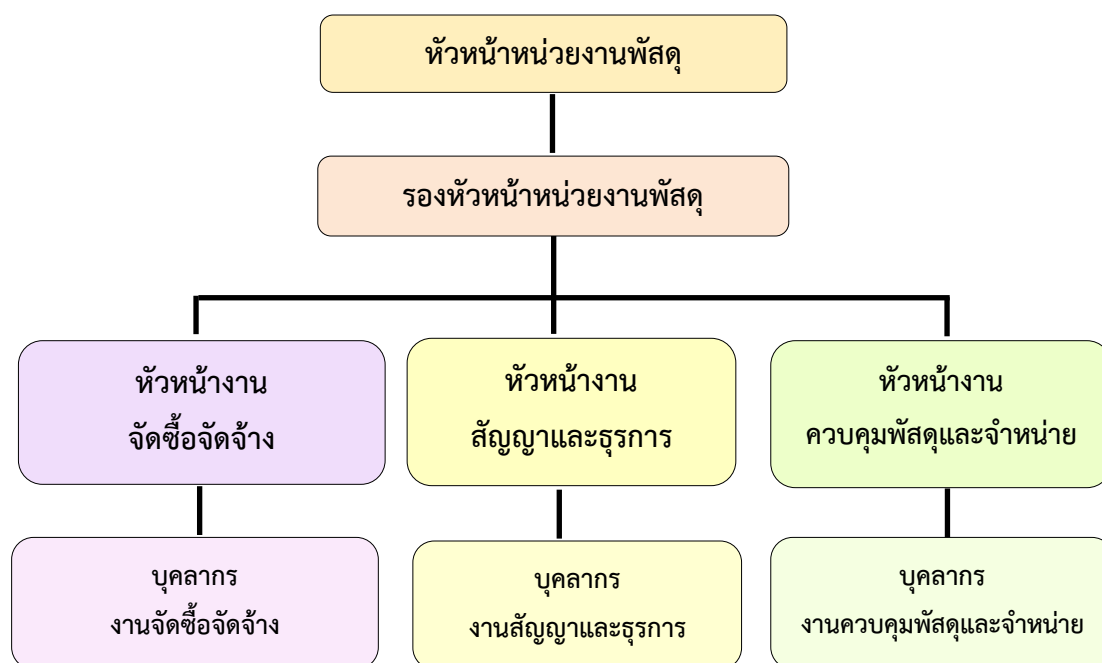 หัวหน้าหน่วยงานพัสดุ
รองหัวหน้าหน่วยงานพัสดุ
หัวหน้างาน
จัดซื้อจัดจ้าง
หัวหน้างาน
สัญญาและธุรการ
หัวหน้างาน
ควบคุมพัสดุและจำหน่าย
บุคลากร
งานจัดซื้อจัดจ้าง
บุคลากร
งานสัญญาและธุรการ
บุคลากร
งานควบคุมพัสดุและจำหน่าย